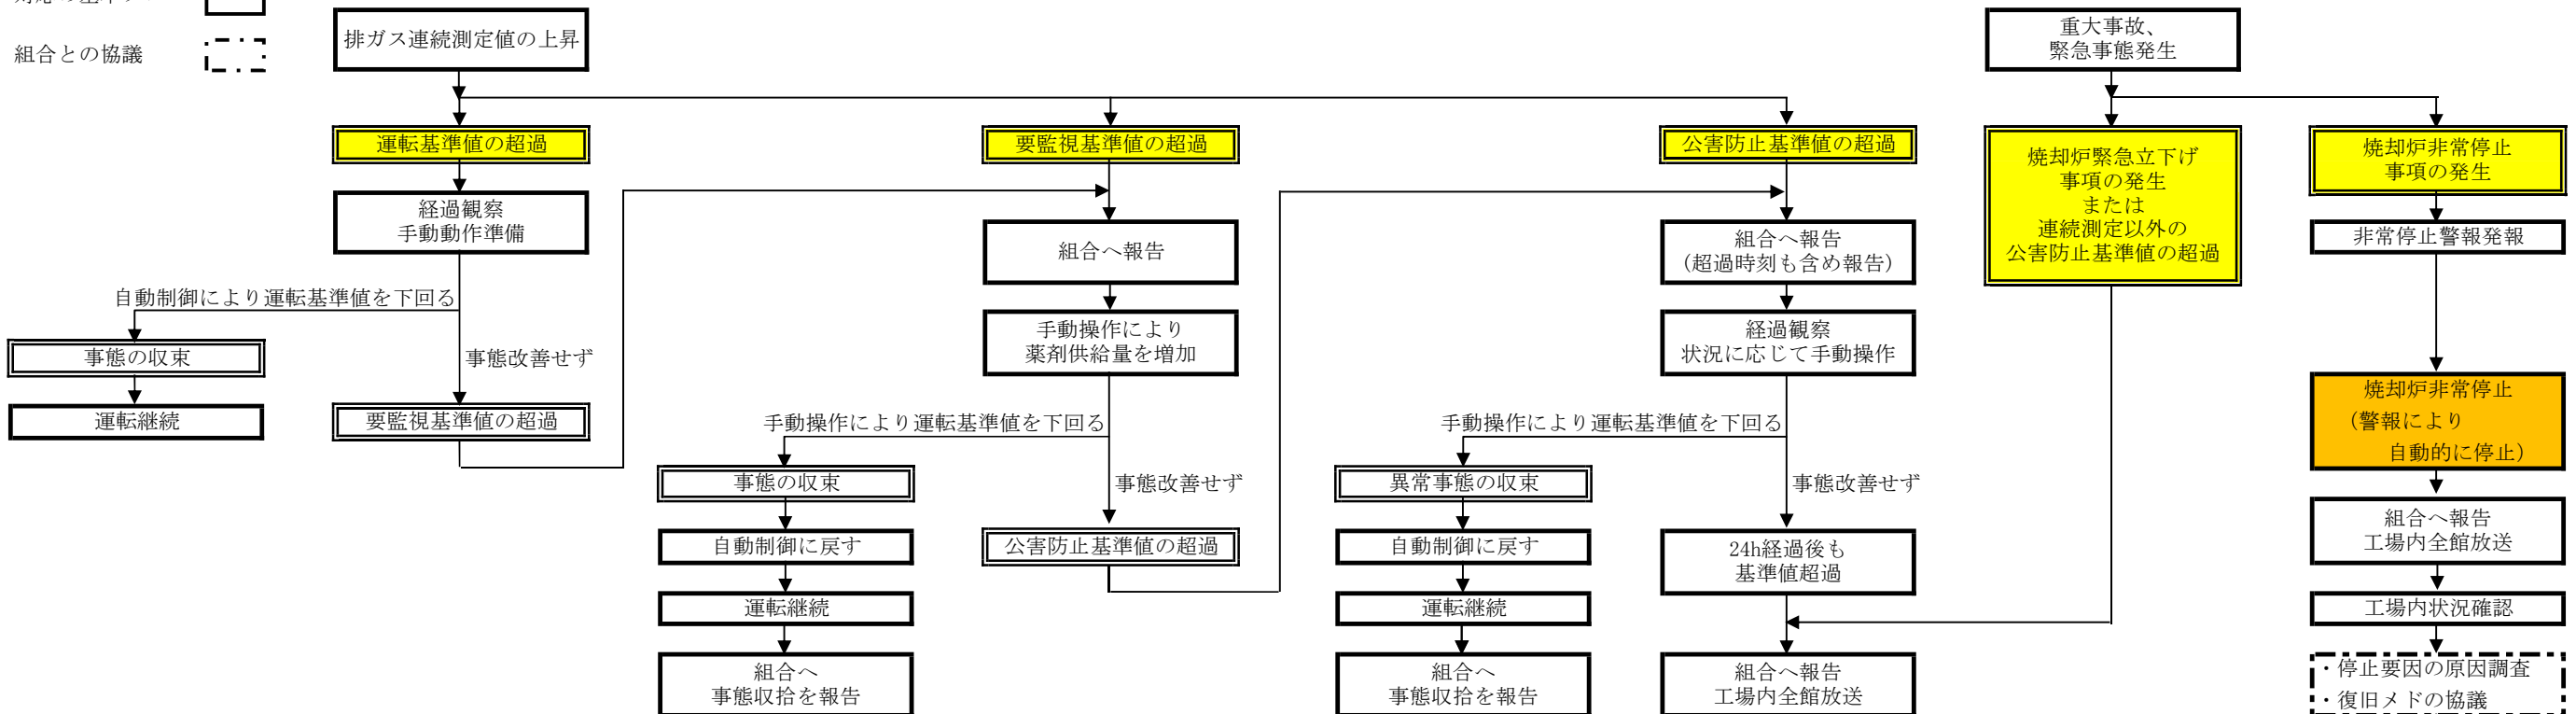 組合との協議
排ガス連続測定値の上昇
重大事故、
緊急事態発生
運転基準値の超過
要監視基準値の超過
公害防止基準値の超過
焼却炉緊急立下げ
事項の発生
または
連続測定以外の
公害防止基準値の超過
焼却炉非常停止
事項の発生
経過観察
手動動作準備
組合へ報告
組合へ報告
（超過時刻も含め報告）
非常停止警報発報
自動制御により運転基準値を下回る
手動操作により
薬剤供給量を増加
経過観察
状況に応じて手動操作
事態の収束
事態改善せず
運転継続
要監視基準値の超過
手動操作により運転基準値を下回る
手動操作により運転基準値を下回る
焼却炉非常停止
（警報により
自動的に停止）
事態の収束
事態改善せず
異常事態の収束
事態改善せず
自動制御に戻す
公害防止基準値の超過
自動制御に戻す
24h経過後も
基準値超過
組合へ報告
工場内全館放送
運転継続
運転継続
工場内状況確認
組合へ
事態収拾を報告
組合へ
事態収拾を報告
組合へ報告
工場内全館放送
・停止要因の原因調査
・復旧メドの協議